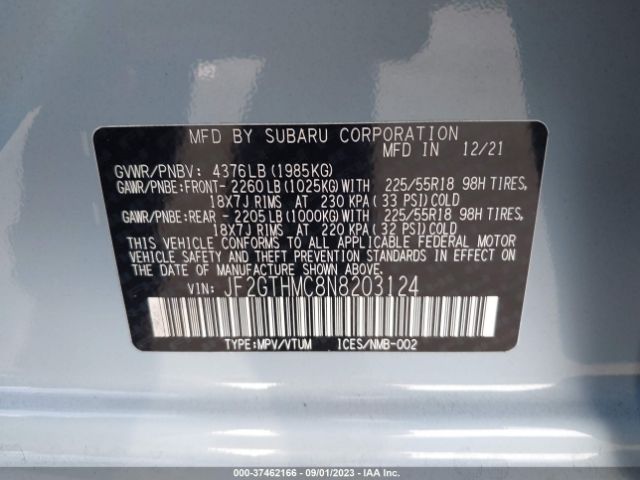 MFD BY SUBARU CORPORATION
MFD IN 12/21
GVWR/PNBV: 4376LB (1985KG)
GAWR/PNBE:FRONT- 2260LB (1025KG)WITH 225/55R18 98H TIRES,
18X7J RIMS AT 230 KPA (33 PSI)COLD
GAWR/PNBE:REAR - 2205LB (1000KG)WITH 225/55R18 98H TIRES,
18X7J RIMS AT 220 KPA (32 PSI)COLD
THIS VEHICLE CONFORMS TO ALL APPLICABLE FEDERAL MOTOR
VEHICLE SAFETY AND THEFT PREVENTION STANDARDS IN EFFECT
ON THE DATE OF MANUFACTURE SHOWN ABOVE.
VIN: JF2GTHMC8N8203124
TYPE:MPV/VTUM ICES/NMB-002
000-37462166 - 09/01/2023 - IAA Inc.